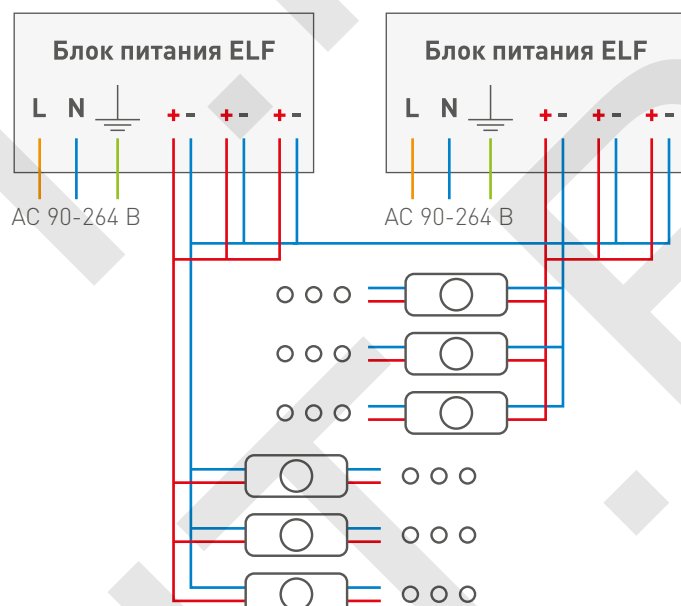 Блок питания ELF
L N + - + - + -
AC 90-264 В
Блок питания ELF
L N + - + - + -
AC 90-264 В